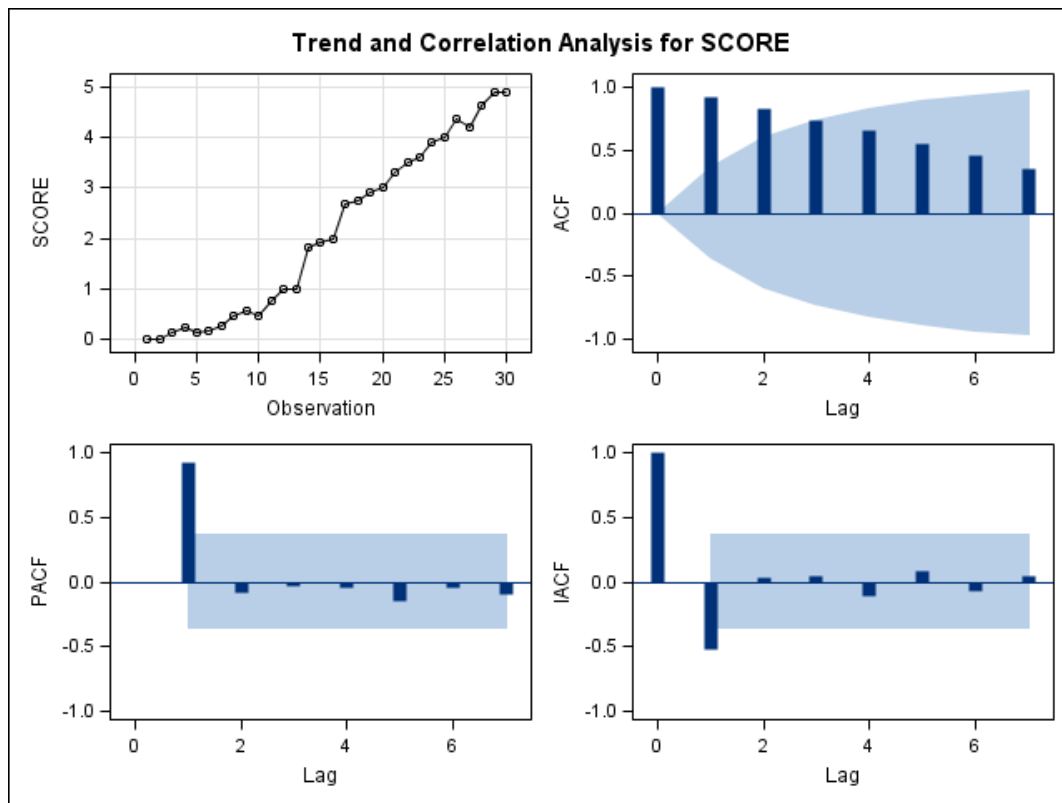 Trend and Correlation Analysis for SCORE
SCORE
5
4
3
2
1
0
0 5 10 15 20 25 30
Observation
ACF
1.0
0.5
0.0
-0.5
-1.0
0 2 4 6
Lag
PACF
1.0
0.5
0.0
-0.5
-1.0
0 2 4 6
Lag
IACF
1.0
0.5
0.0
-0.5
-1.0
0 2 4 6
Lag